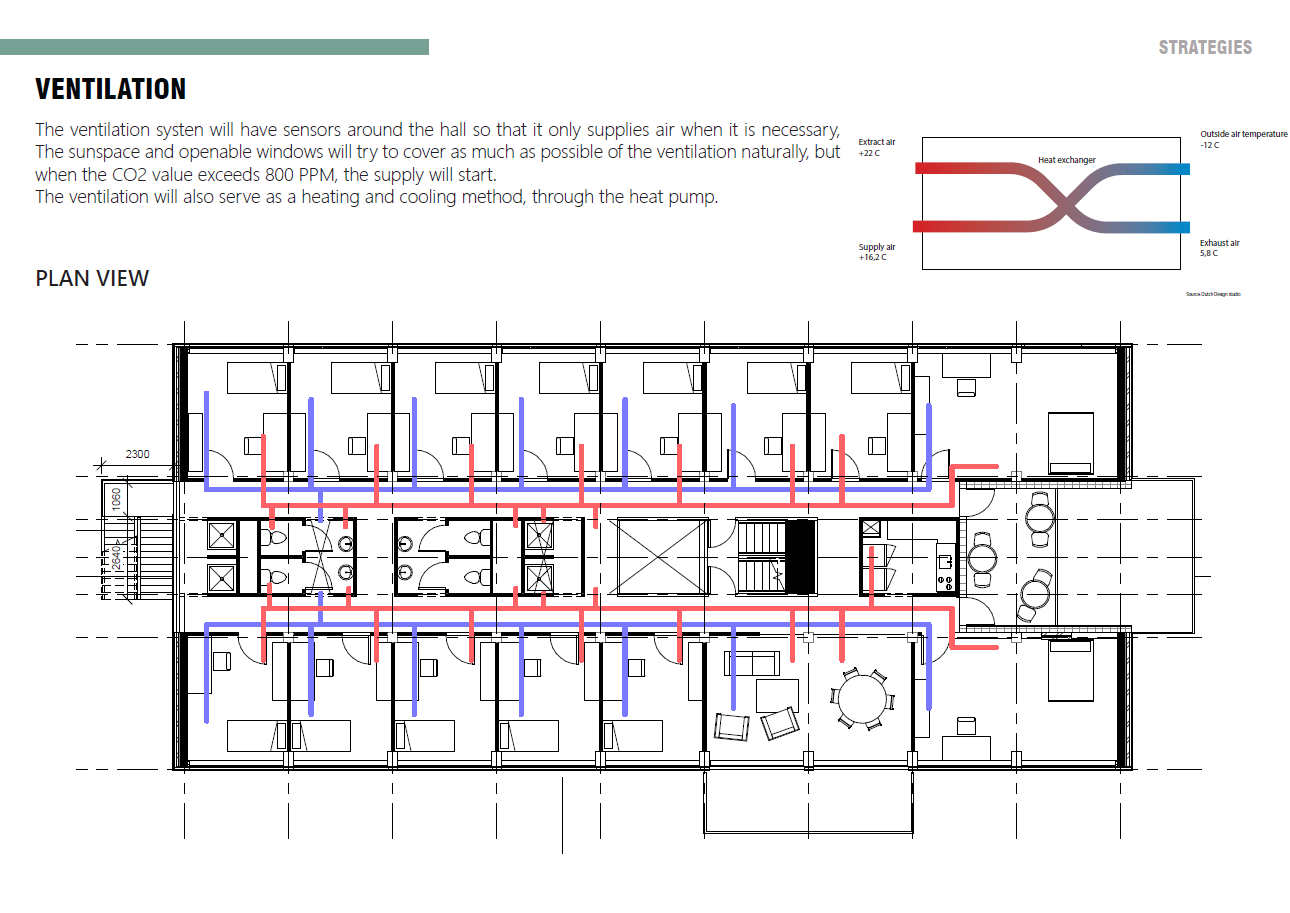 STRATEGIES
VENTILATION
The ventilation systen will have sensors around the hall so that it only supplies air when it is necessary,
The sunspace and openable windows will try to cover as much as possible of the ventilation naturally, but
when the CO2 value exceeds 800 PPM, the supply will start.
The ventilation will also serve as a heating and cooling method, through the heat pump.
Extract air
+22 C
Outside air temperature
-12 C
Heat exchanger
Supply air
+16,2 C
Exhaust air
5,8 C
Source: Dutch Design studio
PLAN VIEW
2300
1060
2640